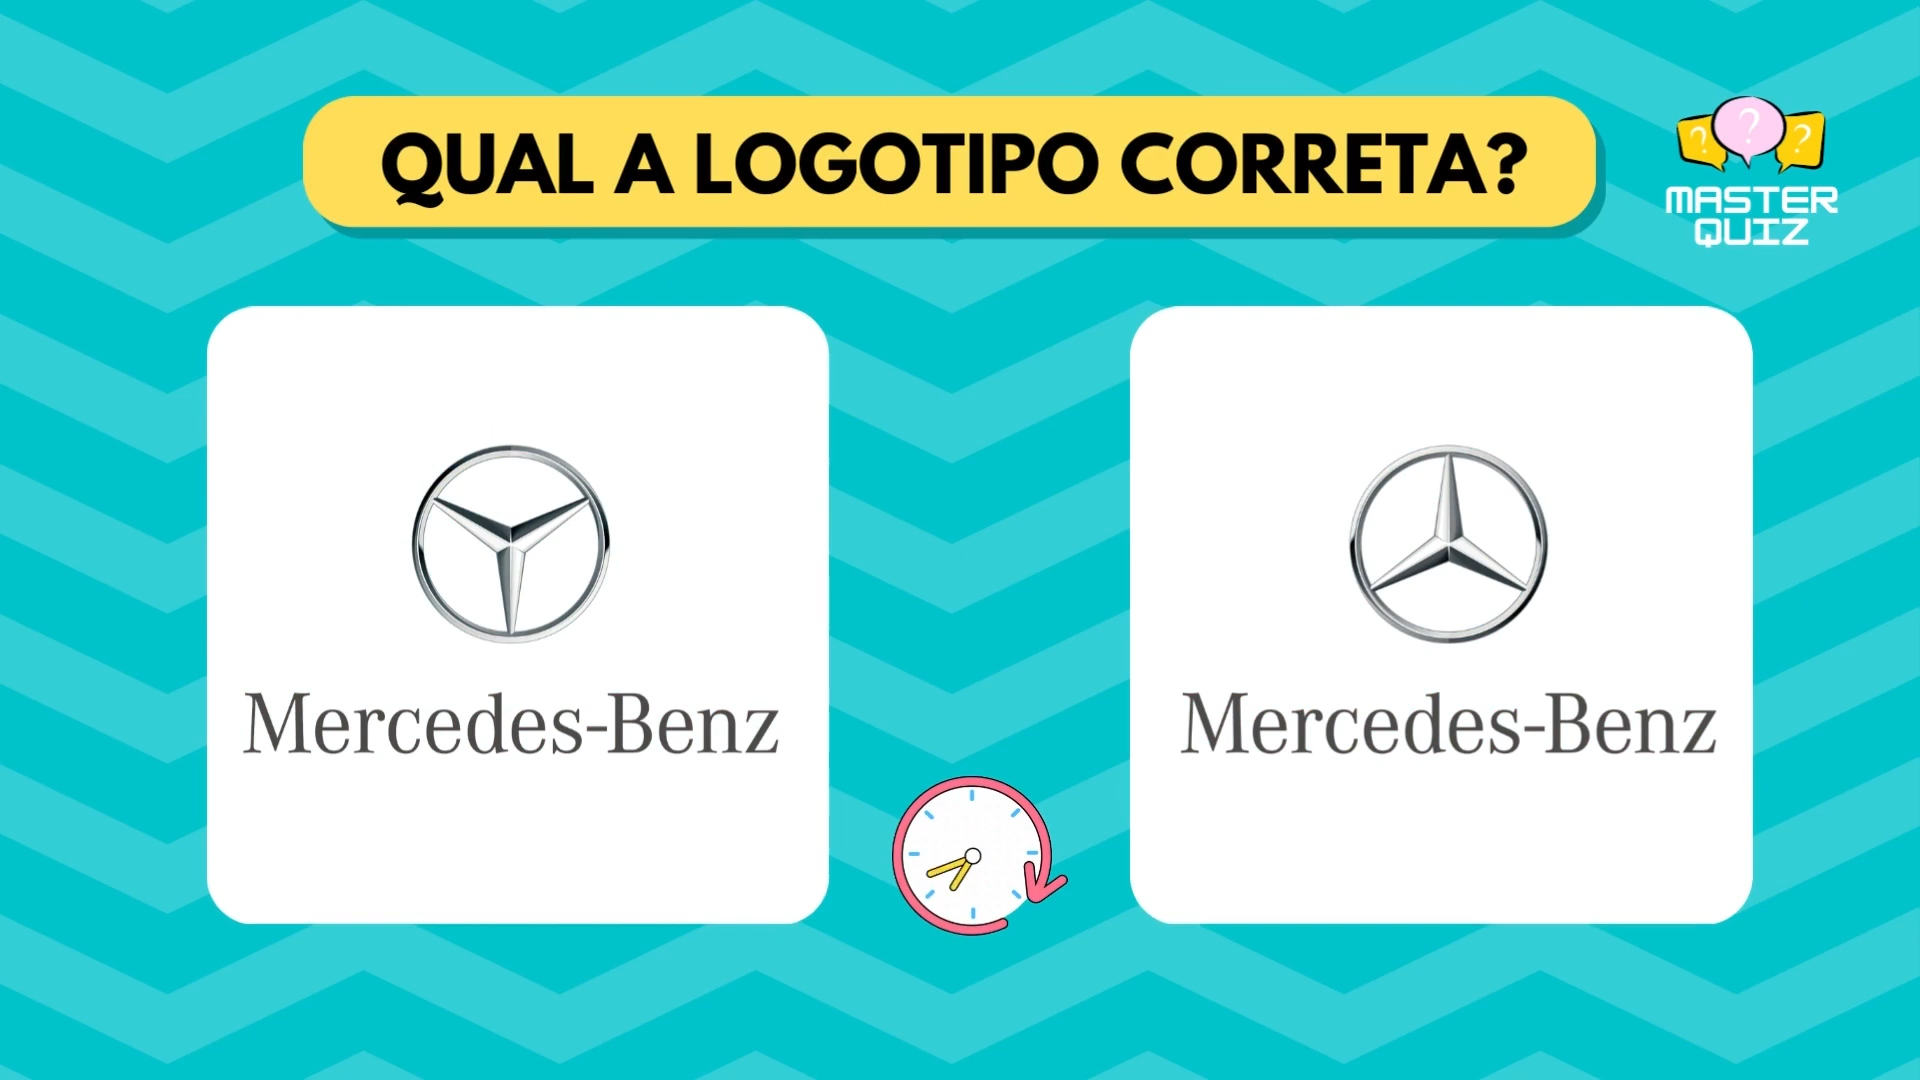 QUAL A LOGOTIPO CORRETA?
? ? ?
MASTER
QUIZ
Mercedes-Benz
Mercedes-Benz